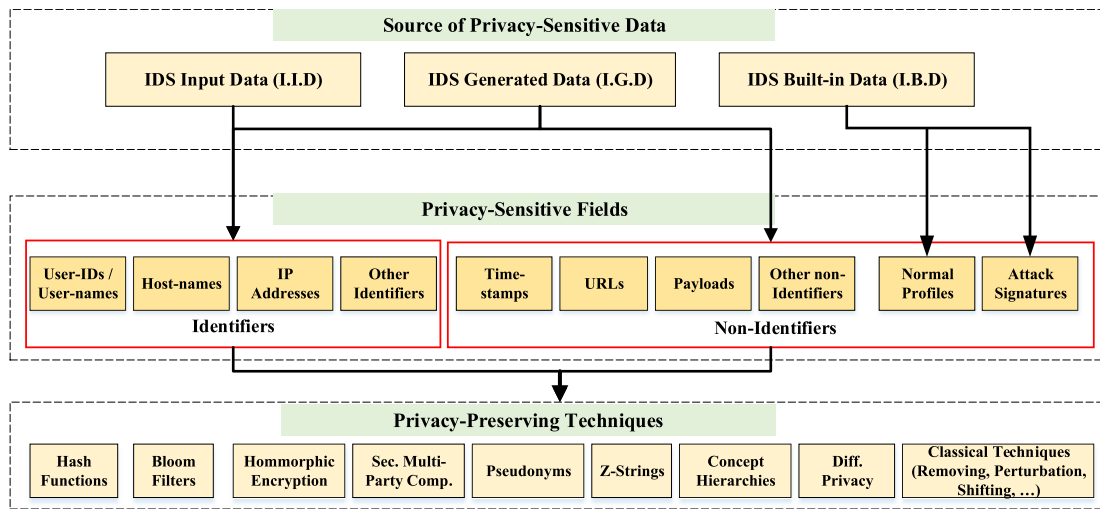 Source of Privacy-Sensitive Data
IDS Input Data (I.I.D)
IDS Generated Data (I.G.D)
IDS Built-in Data (I.B.D)
Privacy-Sensitive Fields
User-IDs /
User-names
Host-names
IP
Addresses
Other
Identifiers
Identifiers
Time-
stamps
URLs
Payloads
Other non-
Identifiers
Normal
Profiles
Attack
Signatures
Non-Identifiers
Privacy-Preserving Techniques
Hash
Functions
Bloom
Filters
Hommorphic
Encryption
Sec. Multi-
Party Comp.
Pseudonyms
Z-Strings
Concept
Hierarchies
Diff.
Privacy
Classical Techniques
(Removing, Perturbation,
Shifting, …)